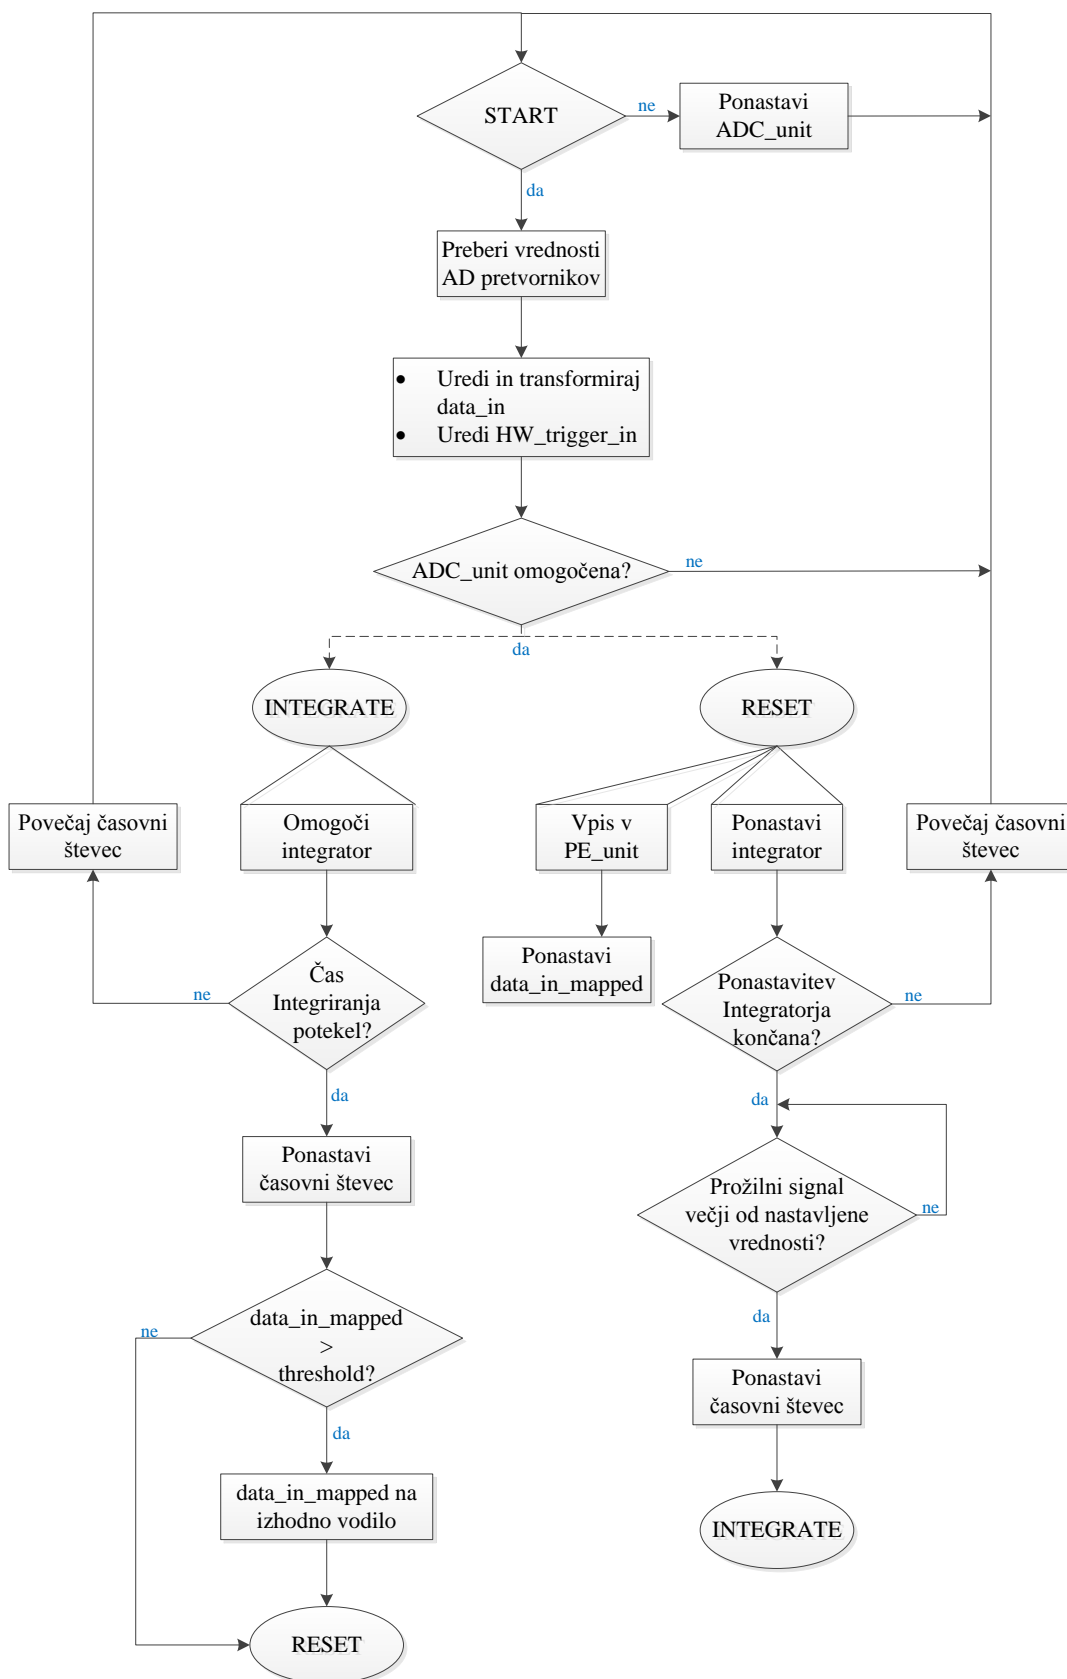 START
ne
Ponastavi
ADC_unit
da
Preberi vrednosti
AD pretvornikov
• Uredi in transformiraj
data_in
• Uredi HW_trigger_in
ADC_unit omogočena?
ne
da
INTEGRATE
RESET
Povečaj časovni
števec
Omogoči
integrator
Vpis v
PE_unit
Ponastavi
integrator
Povečaj časovni
števec
Čas
Integriranja
potekel?
ne
Ponastavi
data_in_mapped
Ponastavitev
Integratorja
končana?
ne
da
da
Ponastavi
časovni števec
Prožilni signal
večji od nastavljene
vrednosti?
ne
data_in_mapped
>
threshold?
ne
da
da
Ponastavi
časovni števec
data_in_mapped na
izhodno vodilo
INTEGRATE
RESET